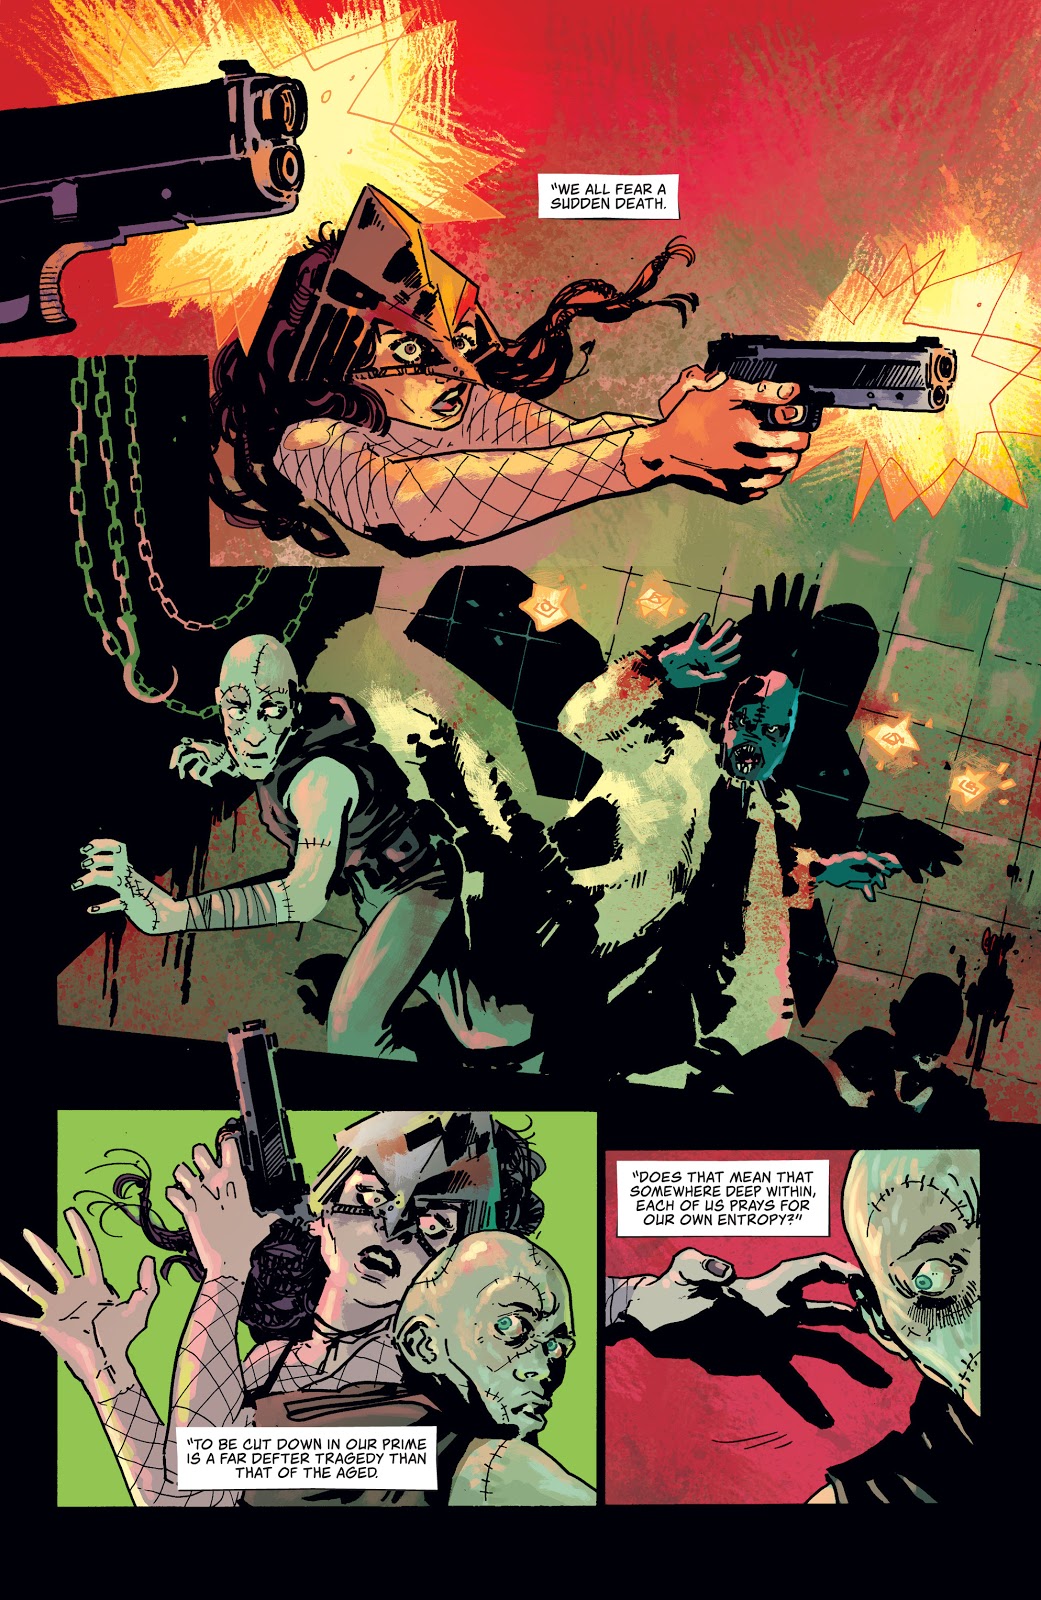 "WE ALL FEAR A
SUDDEN DEATH.
"TO BE CUT DOWN IN OUR PRIME
IS A FAR DEFTER TRAGEDY THAN
THAT OF THE AGED.
"DOES THAT MEAN THAT
SOMEWHERE DEEP WITHIN,
EACH OF US PRAYS FOR
OUR OWN ENTROPY?"